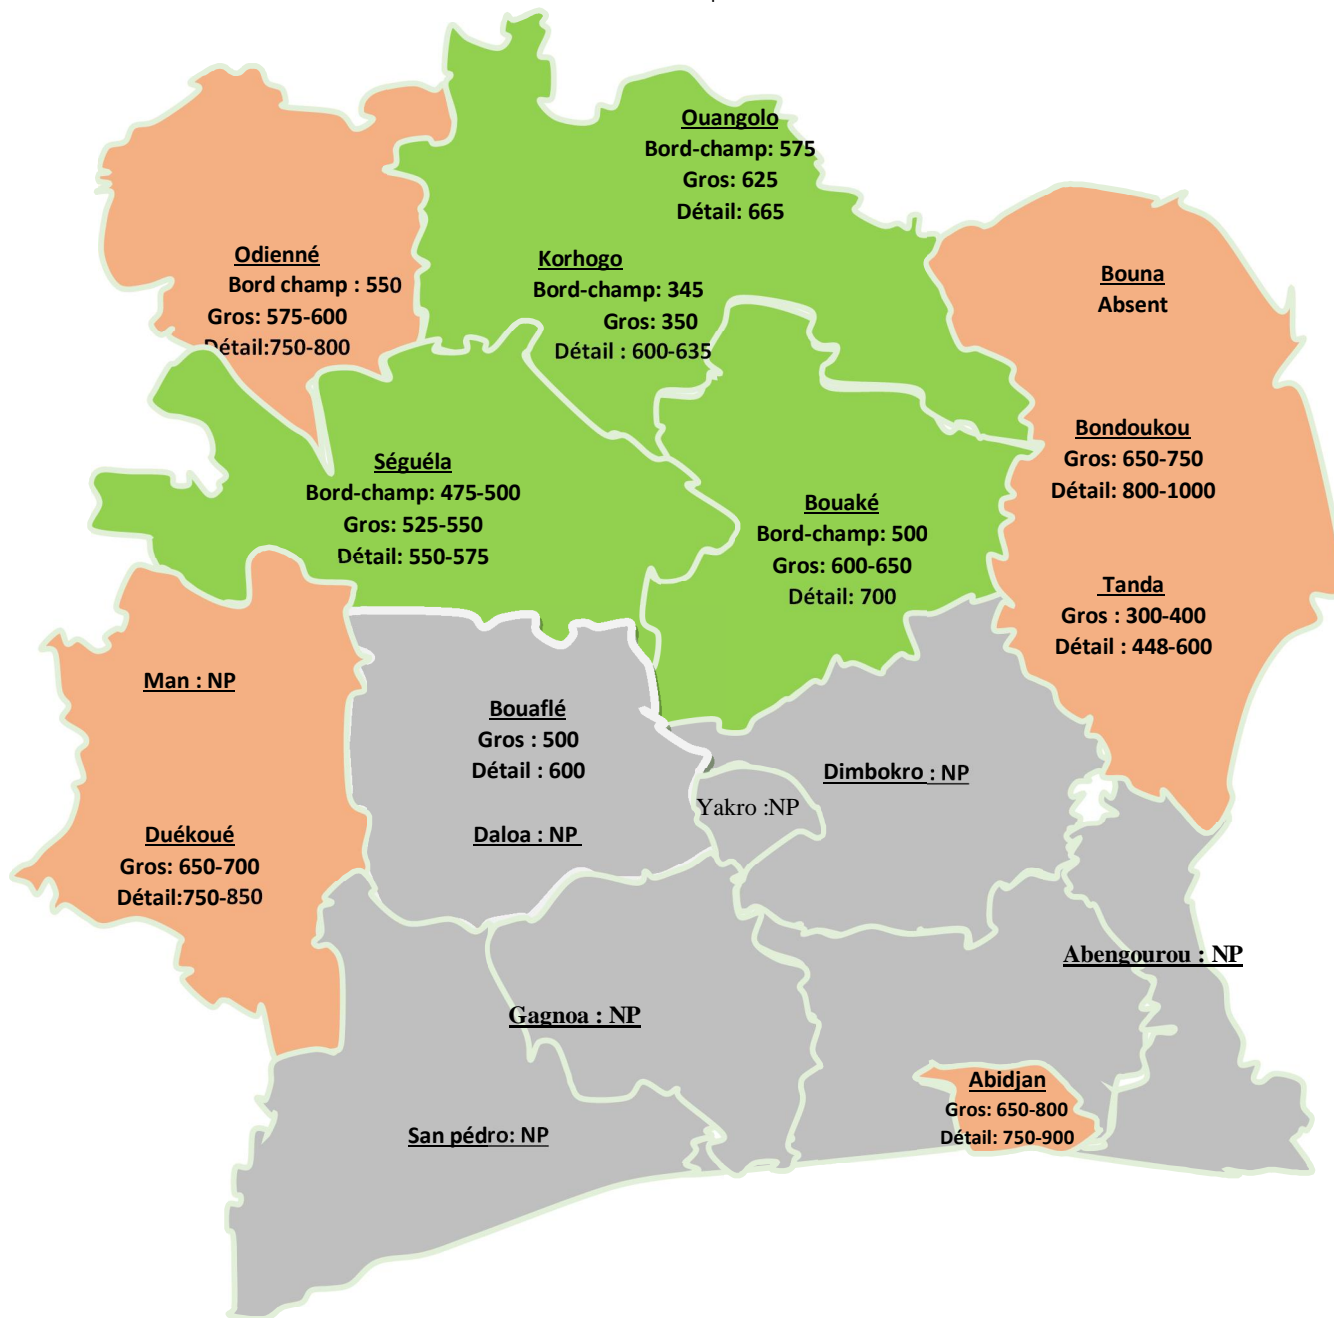 Ouangolo
Bord-champ: 575
Gros: 625
Détail: 665
Odienné
Bord champ : 550
Gros: 575-600
Détail:750-800
Korhogo
Bord-champ: 345
Gros: 350
Détail : 600-635
Bouna
Absent
Bondoukou
Gros: 650-750
Détail: 800-1000
Séguéla
Bord-champ: 475-500
Gros: 525-550
Détail: 550-575
Bouaké
Bord-champ: 500
Gros: 600-650
Détail: 700
Tanda
Gros : 300-400
Détail : 448-600
Man : NP
Bouaflé
Gros : 500
Détail : 600
Dimbokro : NP
Yakro :NP
Daloa : NP
Duékoué
Gros: 650-700
Détail:750-850
Abengourou : NP
Gagnoa : NP
Abidjan
Gros: 650-800
Détail: 750-900
San pédro: NP